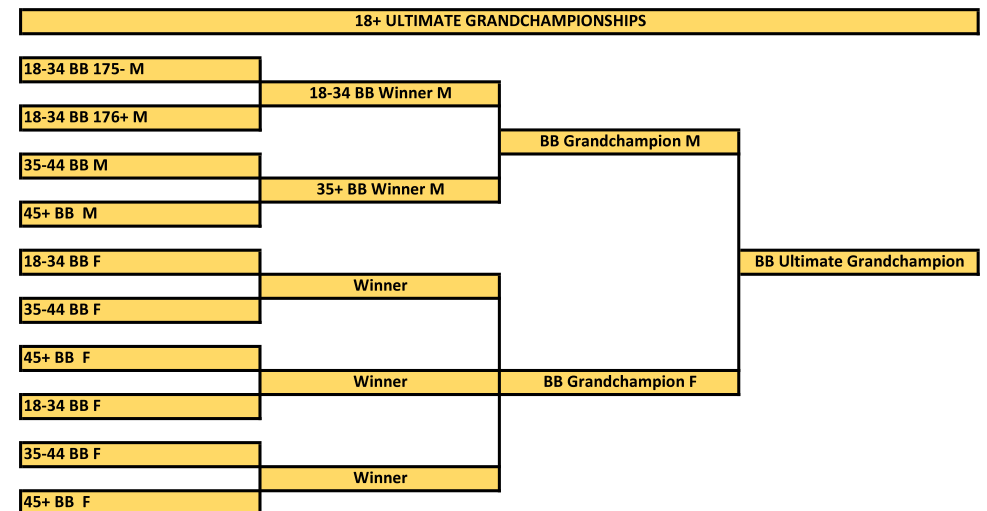 18+ ULTIMATE GRANDCHAMPIONSHIPS
18-34 BB 175- M
18-34 BB Winner M
18-34 BB 176+ M
BB Grandchampion M
35-44 BB M
35+ BB Winner M
45+ BB  M
18-34 BB F
BB Ultimate Grandchampion
Winner
35-44 BB F
45+ BB  F
Winner
BB Grandchampion F
18-34 BB F
35-44 BB F
Winner
45+ BB  F